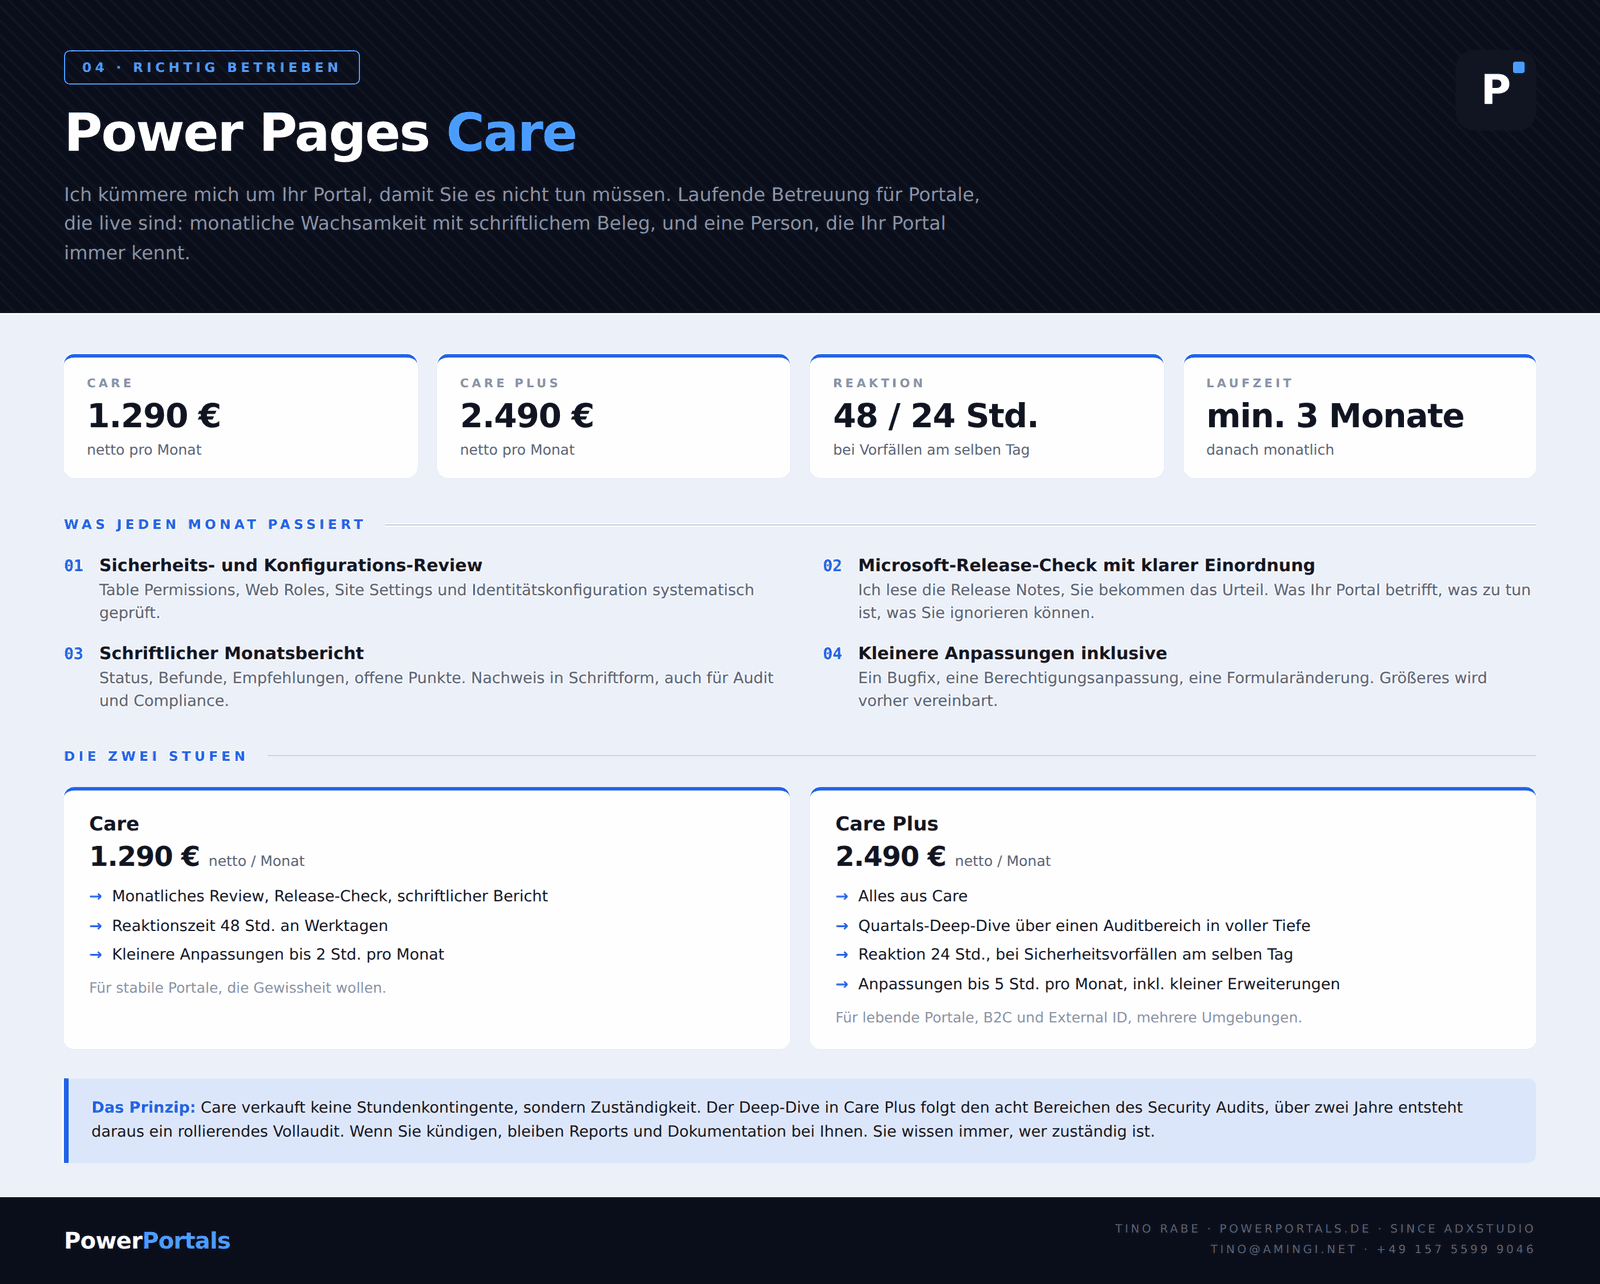 04 · RICHTIG BETRIEBEN
P
Power Pages Care
Ich kümmere mich um Ihr Portal, damit Sie es nicht tun müssen. Laufende Betreuung für Portale,
die live sind: monatliche Wachsamkeit mit schriftlichem Beleg, und eine Person, die Ihr Portal
immer kennt.
CARE
1.290 €
netto pro Monat
CARE PLUS
2.490 €
netto pro Monat
REAKTION
48 / 24 Std.
bei Vorfällen am selben Tag
LAUFZEIT
min. 3 Monate
danach monatlich
WAS JEDEN MONAT PASSIERT
01 Sicherheits- und Konfigurations-Review
Table Permissions, Web Roles, Site Settings und Identitätskonfiguration systematisch
geprüft.
02 Microsoft-Release-Check mit klarer Einordnung
Ich lese die Release Notes, Sie bekommen das Urteil. Was Ihr Portal betrifft, was zu tun
ist, was Sie ignorieren können.
03 Schriftlicher Monatsbericht
Status, Befunde, Empfehlungen, offene Punkte. Nachweis in Schriftform, auch für Audit
und Compliance.
04 Kleinere Anpassungen inklusive
Ein Bugfix, eine Berechtigungsanpassung, eine Formularänderung. Größeres wird
vorher vereinbart.
DIE ZWEI STUFEN
Care
1.290 € netto / Monat
→ Monatliches Review, Release-Check, schriftlicher Bericht
→ Reaktionszeit 48 Std. an Werktagen
→ Kleinere Anpassungen bis 2 Std. pro Monat
Für stabile Portale, die Gewissheit wollen.
Care Plus
2.490 € netto / Monat
→ Alles aus Care
→ Quartals-Deep-Dive über einen Auditbereich in voller Tiefe
→ Reaktion 24 Std., bei Sicherheitsvorfällen am selben Tag
→ Anpassungen bis 5 Std. pro Monat, inkl. kleiner Erweiterungen
Für lebende Portale, B2C und External ID, mehrere Umgebungen.
Das Prinzip: Care verkauft keine Stundenkontingente, sondern Zuständigkeit. Der Deep-Dive in Care Plus folgt den acht Bereichen des Security Audits, über zwei Jahre entsteht
daraus ein rollierendes Vollaudit. Wenn Sie kündigen, bleiben Reports und Dokumentation bei Ihnen. Sie wissen immer, wer zuständig ist.
PowerPortals
TINO RABE · POWERPORTALS.DE · SINCE ADXSTUDIO
TINO@AMINGI.NET · +49 157 5599 9046